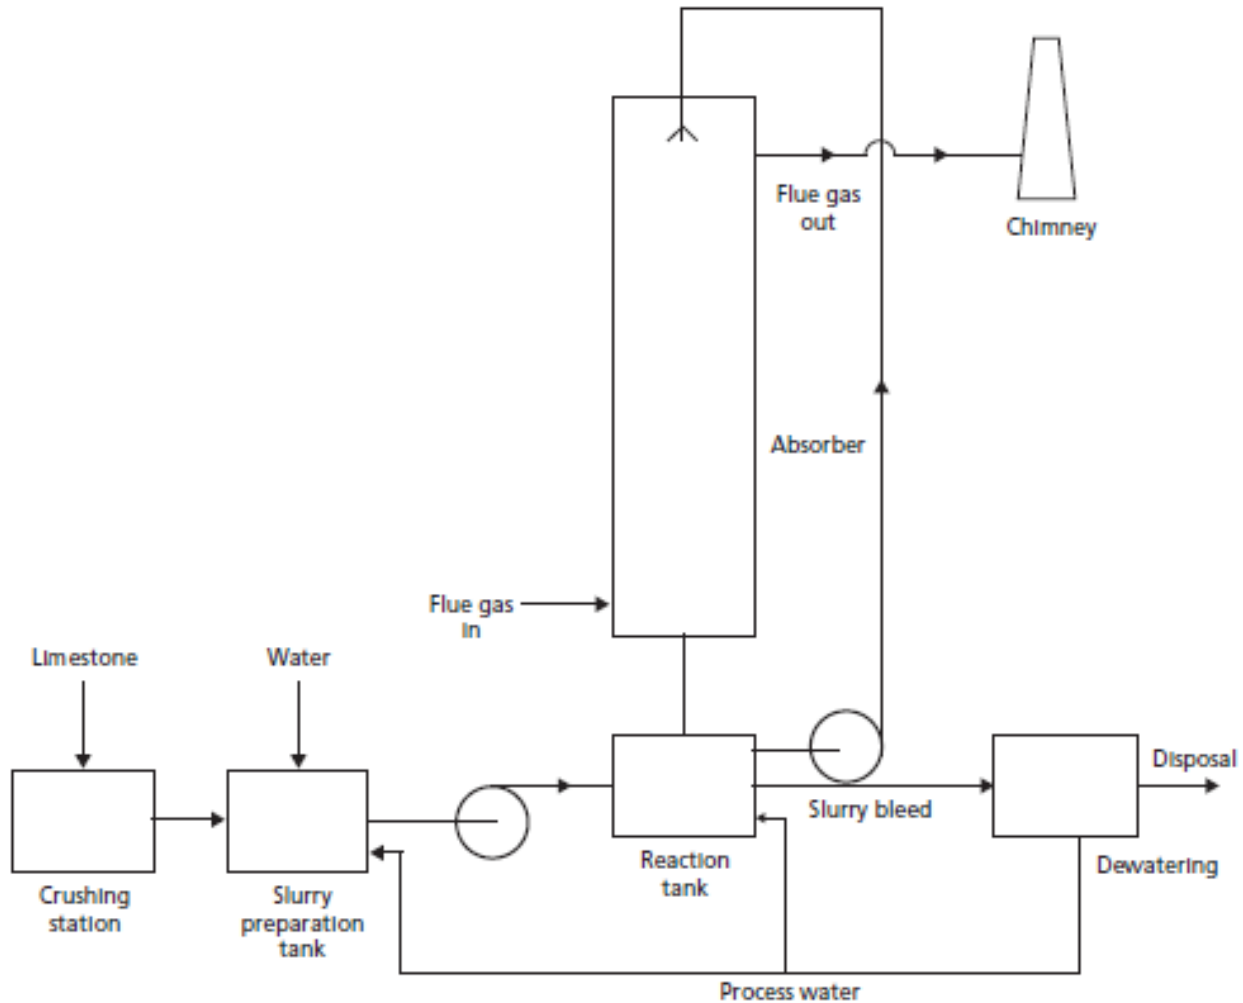 Flue gas
out
Chimney
Absorber
Flue gas
in
Limestone
Water
Disposal
Slurry bleed
Reaction
tank
Dewatering
Crushing
station
Slurry
preparation
tank
Process water